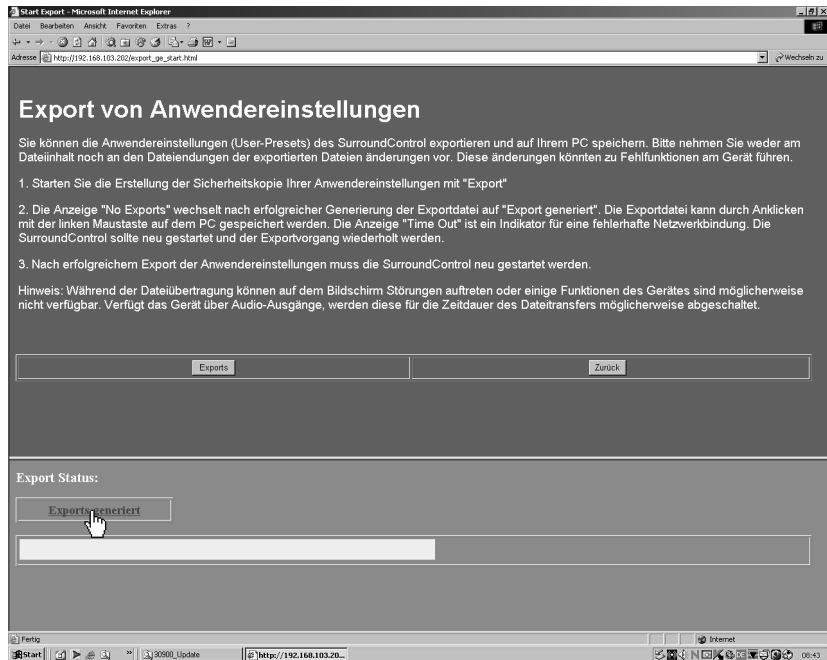 Start Export - Microsoft Internet Explorer
Datei Bearbeiten Ansicht Favoriten Extras ?
Adresse http://192.168.103.202/export_ge_start.html Wechseln zu
Export von Anwendereinstellungen
Sie können die Anwendereinstellungen (User-Presets) des SurroundControl exportieren und auf Ihrem PC speichern. Bitte nehmen Sie weder am
Dateiinhalt noch an den Dateiendungen der exportierten Dateien änderungen vor. Diese änderungen könnten zu Fehlfunktionen am Gerät führen.
1. Starten Sie die Erstellung der Sicherheitskopie Ihrer Anwendereinstellungen mit "Export"
2. Die Anzeige "No Exports" wechselt nach erfolgreicher Generierung der Exportdatei auf "Export generiert". Die Exportdatei kann durch Anklicken
mit der linken Maustaste auf dem PC gespeichert werden. Die Anzeige "Time Out" ist ein Indikator für eine fehlerhafte Netzwerkbindung. Die
SurroundControl sollte neu gestartet und der Exportvorgang wiederholt werden.
3. Nach erfolgreichem Export der Anwendereinstellungen muss die SurroundControl neu gestartet werden.
Hinweis: Während der Dateiübertragung können auf dem Bildschirm Störungen auftreten oder einige Funktionen des Gerätes sind möglicherweise
nicht verfügbar. Verfügt das Gerät über Audio-Ausgänge, werden diese für die Zeitdauer des Dateitransfers möglicherweise abgeschaltet.
Exports Zurück
Export Status:
Exports generiert
Fertig Internet
Start » 30900_Update http://192.168.103.20... 08:43